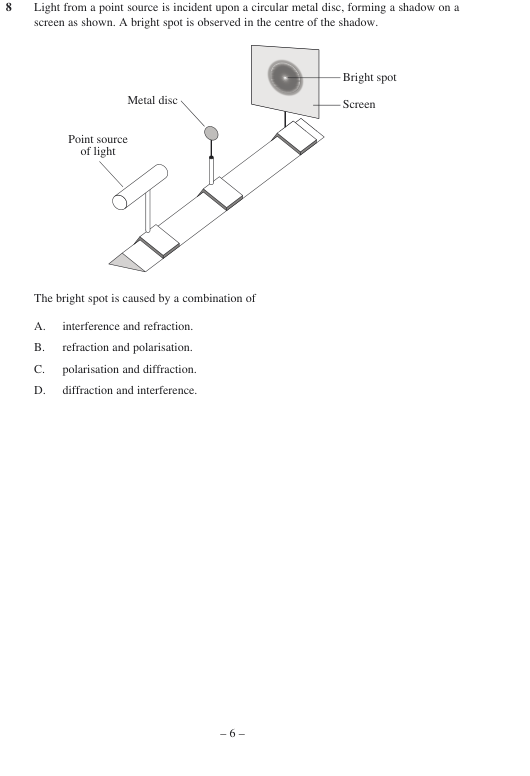 8 Light from a point source is incident upon a circular metal disc, forming a shadow on a
screen as shown. A bright spot is observed in the centre of the shadow.
Bright spot
Metal disc
Screen
Point source
of light
The bright spot is caused by a combination of
A. interference and refraction.
B. refraction and polarisation.
C. polarisation and diffraction.
D. diffraction and interference.
– 6 –